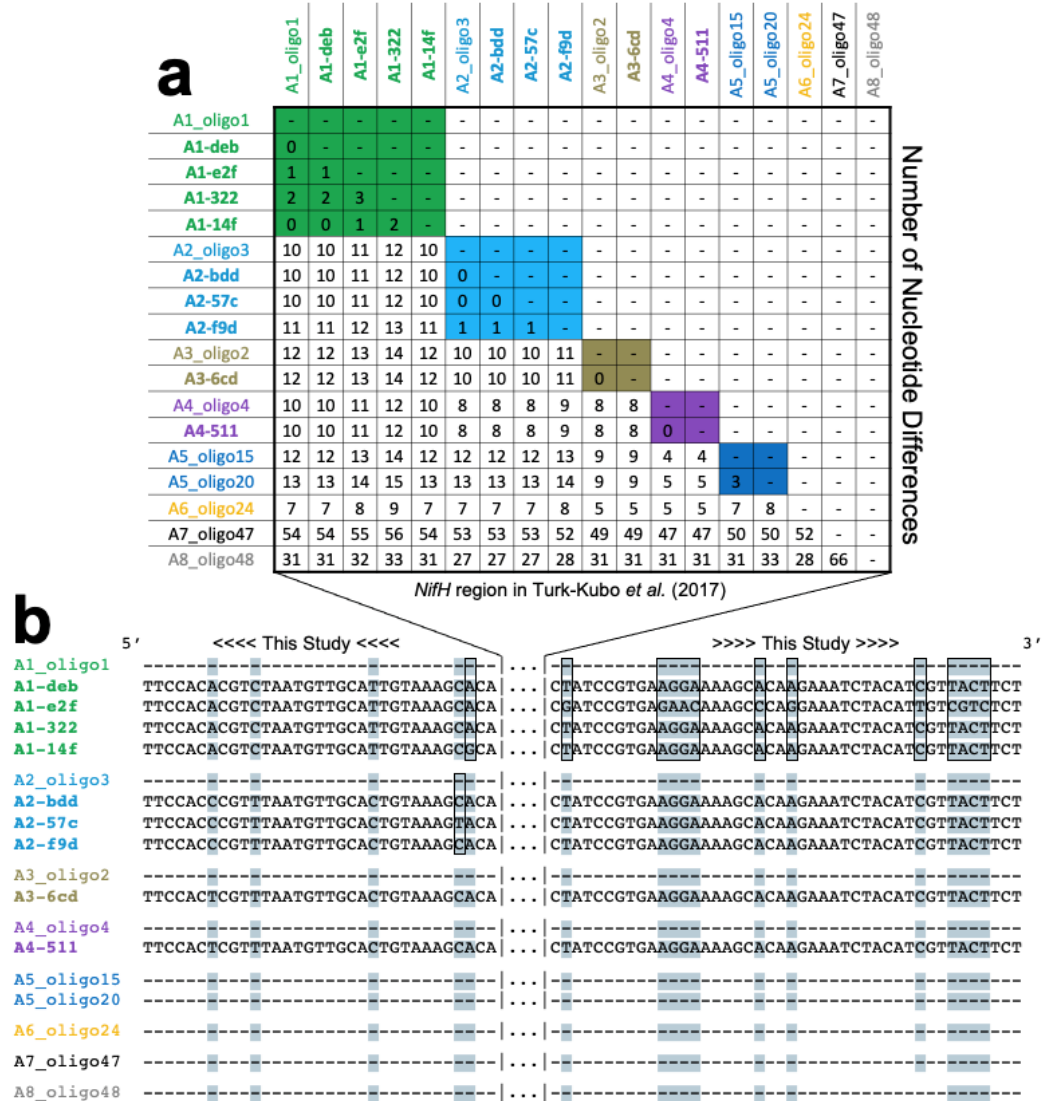 a
A1_oligo1 A1-deb A1-e2f A1-322 A1-14f A2_oligo3 A2-bdd A2-57c A2-f9d A3_oligo2 A3-6cd A4_oligo4 A4-511 A5_oligo15 A5_oligo20 A6_oligo24 A7_oligo47 A8_oligo48
A1_oligo1 - - - - - - - - - - - - - - - - - -
A1-deb 0 - - - - - - - - - - - - - - - - -
A1-e2f 1 1 - - - - - - - - - - - - - - - -
A1-322 2 2 3 - - - - - - - - - - - - - - -
A1-14f 0 0 1 2 - - - - - - - - - - - - - -
A2_oligo3 10 10 11 12 10 - - - - - - - - - - - - -
A2-bdd 10 10 11 12 10 0 - - - - - - - - - - - -
A2-57c 10 10 11 12 10 0 0 - - - - - - - - - - -
A2-f9d 11 11 12 13 11 1 1 1 - - - - - - - - - -
A3_oligo2 12 12 13 14 12 10 10 10 11 - - - - - - - - -
A3-6cd 12 12 13 14 12 10 10 10 11 0 - - - - - - - -
A4_oligo4 10 10 11 12 10 8 8 8 9 8 8 - - - - - - -
A4-511 10 10 11 12 10 8 8 8 9 8 8 0 - - - - - -
A5_oligo15 12 12 13 14 12 12 12 12 13 9 9 4 4 - - - - -
A5_oligo20 13 13 14 15 13 13 13 13 14 9 9 5 5 3 - - - -
A6_oligo24 7 7 8 9 7 7 7 7 8 5 5 5 5 7 8 - - -
A7_oligo47 54 54 55 56 54 53 53 53 52 49 49 47 47 50 50 52 - -
A8_oligo48 31 31 32 33 31 27 27 27 28 31 31 31 31 31 33 28 66 -
Number of Nucleotide Differences
NifH region in Turk-Kubo et al. (2017)
b
5' <<<< This Study <<<< >>>> This Study >>>> 3'
A1_oligo1 ---------------------------------|...|--------------------------------------------
A1-deb TTCCACACGTCTAATGTTGCATTGTAAAGCACA|...|CTATCCGTGAAGGAAAAGCACAAGAAATCTACATCGTTACTTCT
A1-e2f TTCCACACGTCTAATGTTGCATTGTAAAGCACA|...|CGATCCGTGAGAACAAAGCCCAGGAAATCTACATTGTCGTCTCT
A1-322 TTCCACACGTCTAATGTTGCATTGTAAAGCACA|...|CTATCCGTGAAGGAAAAGCACAAGAAATCTACATCGTTACTTCT
A1-14f TTCCACACGTCTAATGTTGCATTGTAAAGCGCA|...|CTATCCGTGAAGGAAAAGCACAAGAAATCTACATCGTTACTTCT
A2_oligo3 ---------------------------------|...|--------------------------------------------
A2-bdd TTCCACCCGTTTAATGTTGCACTGTAAAGCACA|...|CTATCCGTGAAGGAAAAGCACAAGAAATCTACATCGTTACTTCT
A2-57c TTCCACCCGTTTAATGTTGCACTGTAAAGTACA|...|CTATCCGTGAAGGAAAAGCACAAGAAATCTACATCGTTACTTCT
A2-f9d TTCCACCCGTTTAATGTTGCACTGTAAAGCACA|...|CTATCCGTGAAGGAAAAGCACAAGAAATCTACATCGTTACTTCT
A3_oligo2 ---------------------------------|...|--------------------------------------------
A3-6cd TTCCACTCGTTTAATGTTGCACTGTAAAGCACA|...|CTATCCGTGAAGGAAAAGCACAAGAAATCTACATCGTTACTTCT
A4_oligo4 ---------------------------------|...|--------------------------------------------
A4-511 TTCCACTCGTTTAATGTTGCACTGTAAAGCACA|...|CTATCCGTGAAGGAAAAGCACAAGAAATCTACATCGTTACTTCT
A5_oligo15 ---------------------------------|...|--------------------------------------------
A5_oligo20 ---------------------------------|...|--------------------------------------------
A6_oligo24 ---------------------------------|...|--------------------------------------------
A7_oligo47 ---------------------------------|...|--------------------------------------------
A8_oligo48 ---------------------------------|...|--------------------------------------------